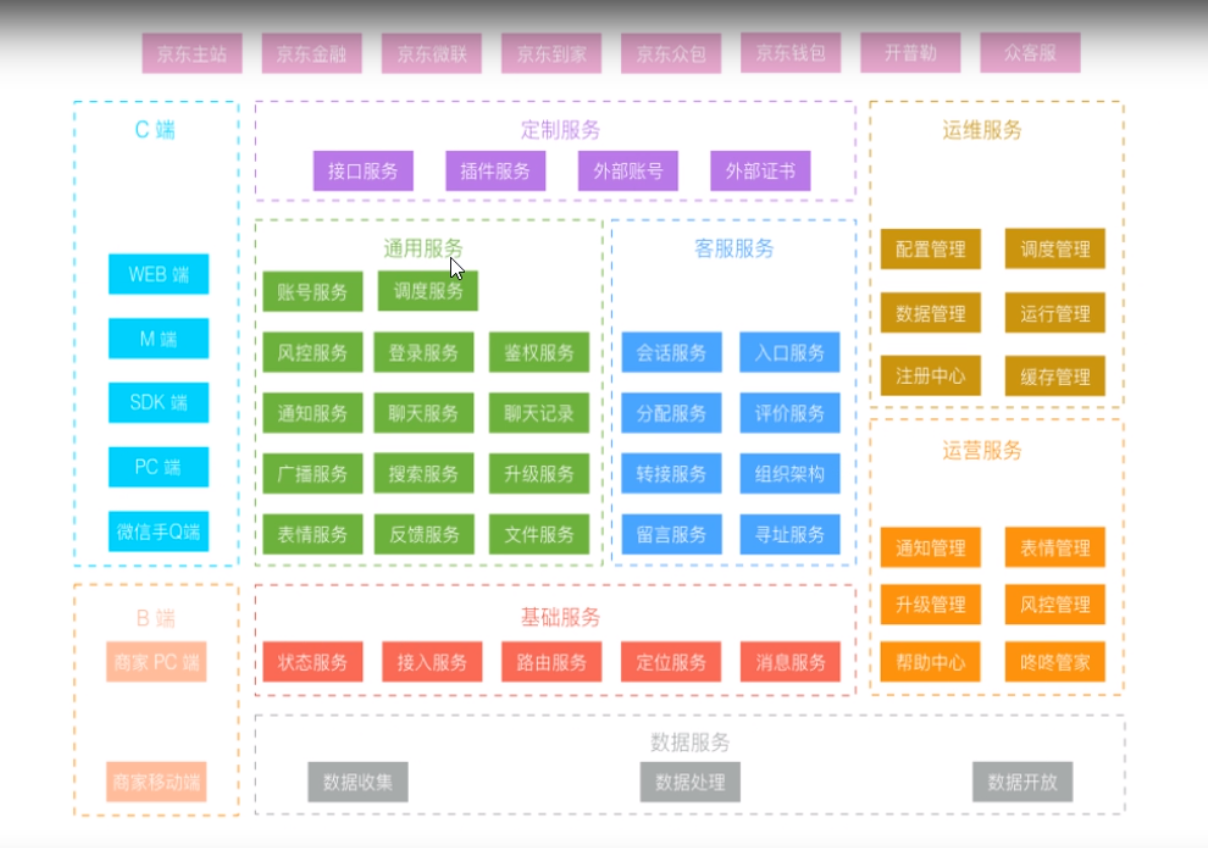 京东主站 京东金融 京东微联 京东到家 京东众包 京东钱包 开普勒 众客服
C 端
WEB 端
M 端
SDK 端
PC 端
微信手Q端
B 端
商家 PC 端
商家移动端
定制服务
接口服务 插件服务 外部账号 外部证书
通用服务
账号服务 调度服务
风控服务 登录服务 鉴权服务
通知服务 聊天服务 聊天记录
广播服务 搜索服务 升级服务
表情服务 反馈服务 文件服务
客服服务
会话服务 入口服务
分配服务 评价服务
转接服务 组织架构
留言服务 寻址服务
基础服务
状态服务 接入服务 路由服务 定位服务 消息服务
运维服务
配置管理 调度管理
数据管理 运行管理
注册中心 缓存管理
运营服务
通知管理 表情管理
升级管理 风控管理
帮助中心 咚咚管家
数据服务
数据收集 数据处理 数据开放